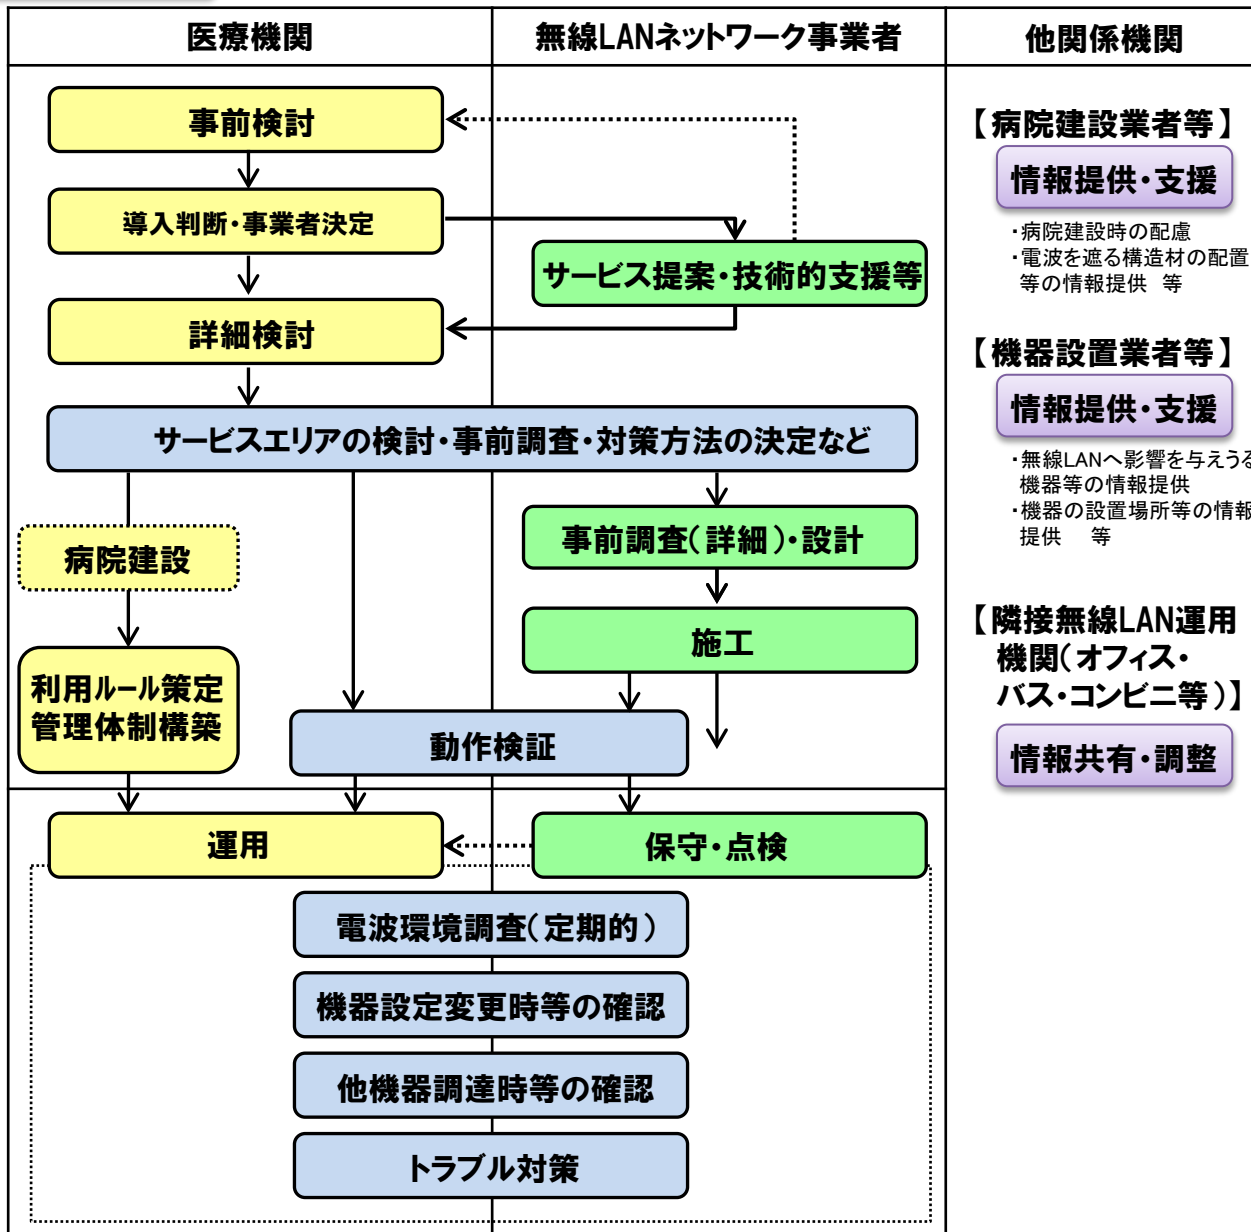 医療機関
無線LANネットワーク事業者
他関係機関
事前検討
導入判断・事業者決定
サービス提案・技術的支援等
詳細検討
サービスエリアの検討・事前調査・対策方法の決定など
病院建設
事前調査(詳細)・設計
施工
利用ルール策定
管理体制構築
動作検証
運用
保守・点検
電波環境調査(定期的)
機器設定変更時等の確認
他機器調達時等の確認
トラブル対策
【病院建設業者等】
情報提供・支援
・病院建設時の配慮
・電波を遮る構造材の配置
等の情報提供 等
【機器設置業者等】
情報提供・支援
・無線LANへ影響を与えうる
機器等の情報提供
・機器の設置場所等の情報
提供 等
【隣接無線LAN運用
機関(オフィス・
バス・コンビニ等)】
情報共有・調整